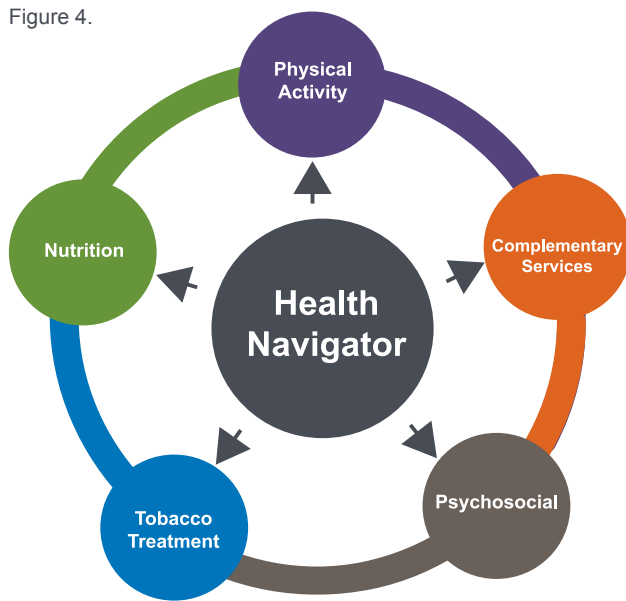 Figure 4.
Physical
Activity
Nutrition
Complementary
Services
Health
Navigator
Psychosocial
Tobacco
Treatment